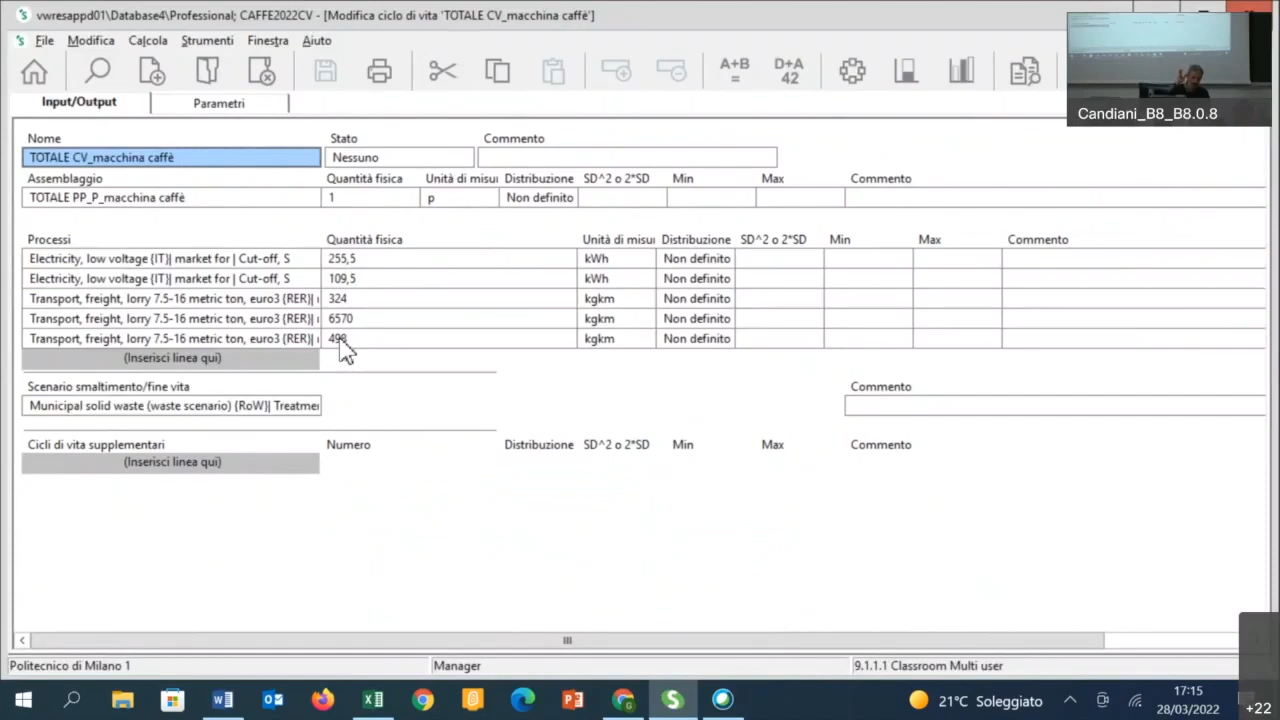 vwresappd01\Database4\Professional; CAFFE2022CV - [Modifica ciclo di vita 'TOTALE CV_macchina caffè']
File Modifica Calcola Strumenti Finestra Aiuto
A+B
=
D+A
42
Candiani_B8_B8.0.8
Input/Output Parametri
Nome Stato Commento
TOTALE CV_macchina caffè Nessuno
Assemblaggio Quantità fisica Unità di misu Distribuzione SD^2 o 2*SD Min Max Commento
TOTALE PP_P_macchina caffè 1 p Non definito
Processi Quantità fisica Unità di misu Distribuzione SD^2 o 2*SD Min Max Commento
Electricity, low voltage {IT}| market for | Cut-off, S 255,5 kWh Non definito
Electricity, low voltage {IT}| market for | Cut-off, S 109,5 kWh Non definito
Transport, freight, lorry 7.5-16 metric ton, euro3 {RER}| 324 kgkm Non definito
Transport, freight, lorry 7.5-16 metric ton, euro3 {RER}| 6570 kgkm Non definito
Transport, freight, lorry 7.5-16 metric ton, euro3 {RER}| kgkm Non definito
(Inserisci linea qui)
Scenario smaltimento/fine vita Commento
Municipal solid waste (waste scenario) {RoW}| Treatme
Cicli di vita supplementari Numero Distribuzione SD^2 o 2*SD Min Max Commento
(Inserisci linea qui)
Politecnico di Milano 1 Manager 9.1.1.1 Classroom Multi user
21°C Soleggiato 17:15
28/03/2022
+22